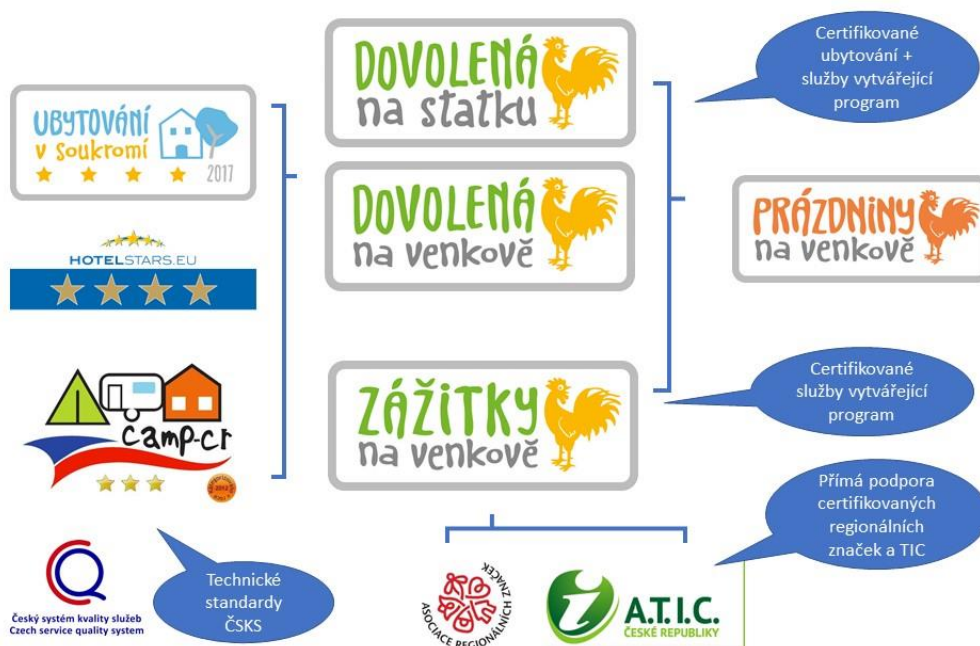 UBYTOVÁNÍ
v soukromí
2017
HOTELSTARS.EU
camp-cr
Český systém kvality služeb
Czech service quality system
Technické
standardy
ČSKS
DOVOLENÁ
na statku
DOVOLENÁ
na venkově
ZÁŽITKY
na venkově
ASOCIACE REGIONÁLNÍCH ZNAČEK
A.T.I.C.
ČESKÉ REPUBLIKY
Certifikované
ubytování +
služby vytvářející
program
PRÁZDNINY
na venkově
Certifikované
služby vytvářející
program
Přímá podpora
certifikovaných
regionálních
značek a TIC